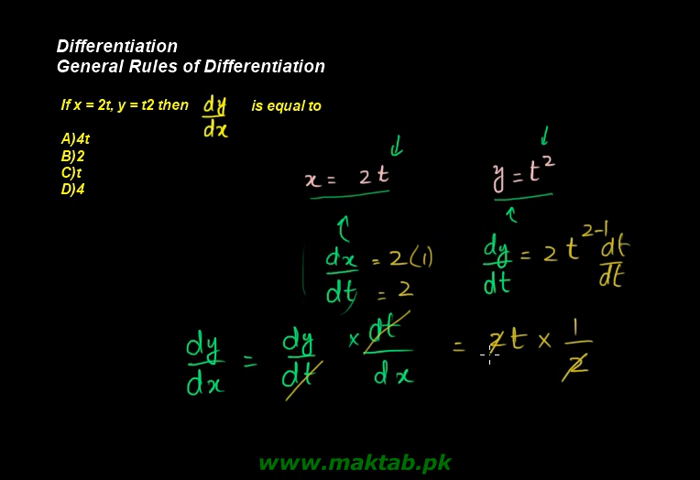 Differentiation
General Rules of Differentiation
If x = 2t, y = t2 then dy/dx is equal to
A)4t
B)2
C)t
D)4
x = 2t
y = t²
dx/dt = 2(1)
= 2
dy/dt = 2 t²⁻¹ dt/dt
dy/dx = dy/dt × dt/dx = 2t × 1/2
www.maktab.pk